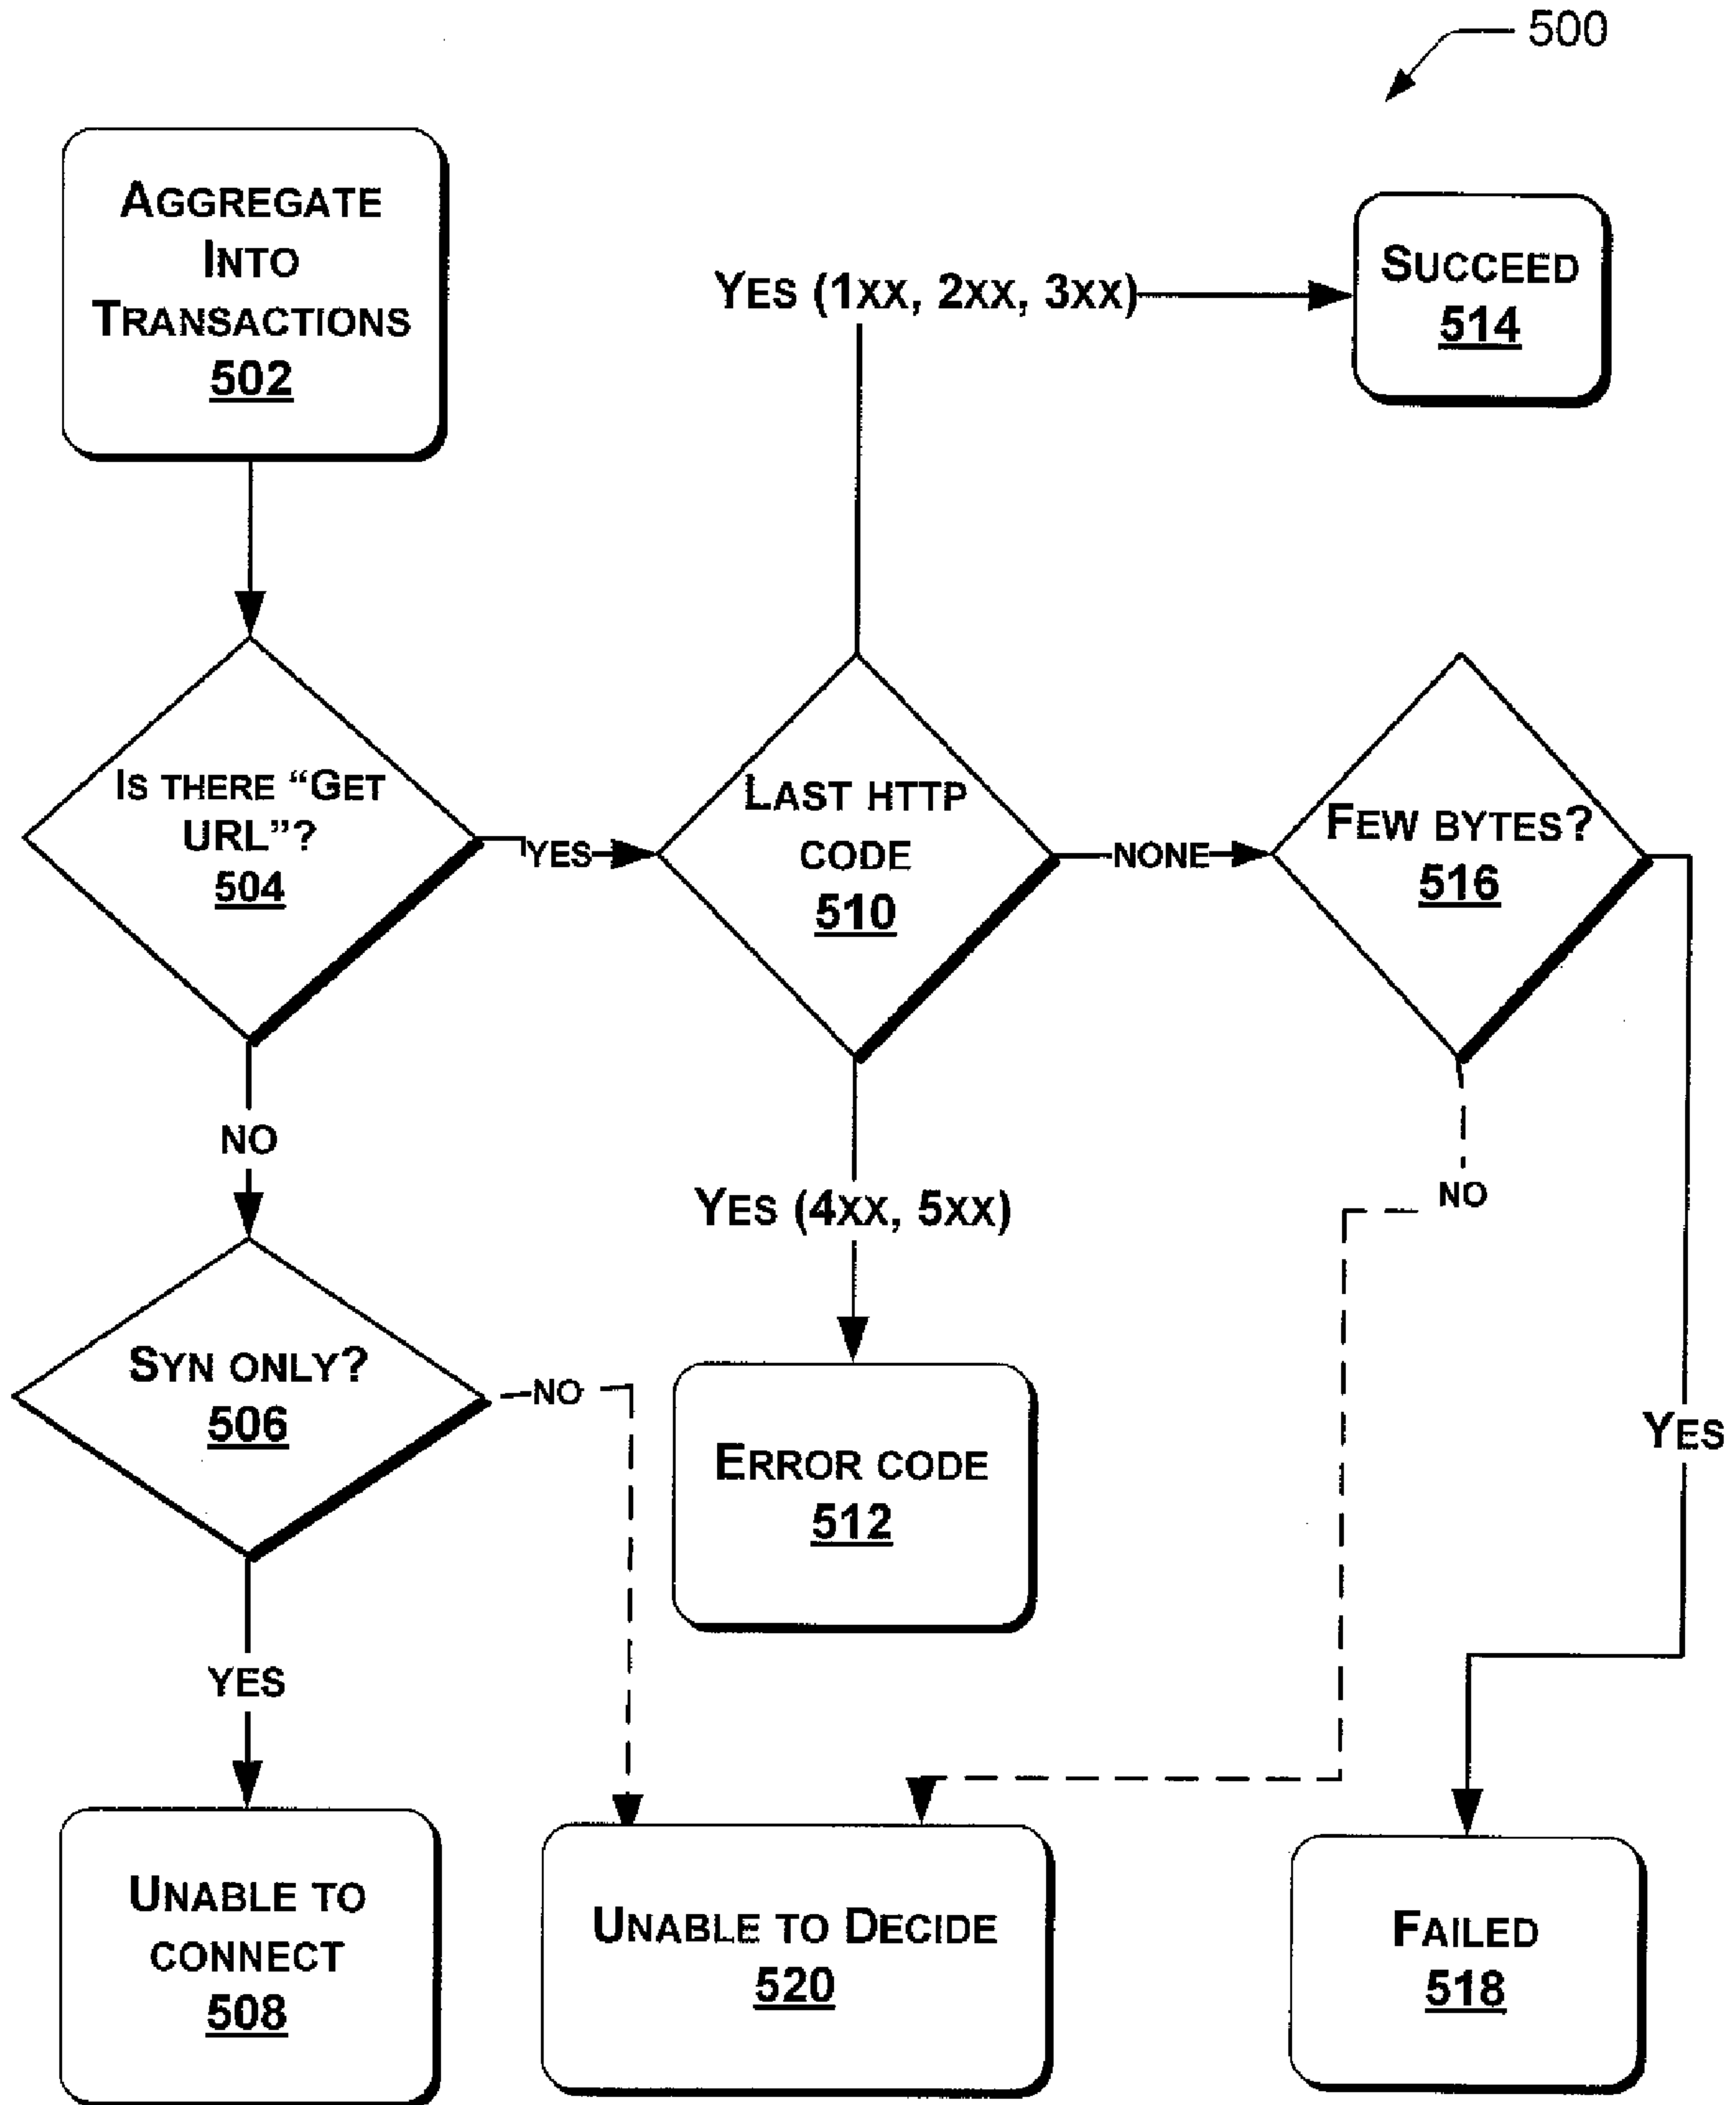 500
AGGREGATE
INTO
TRANSACTIONS
502
SUCCEED
514
YES (1XX, 2XX, 3XX)
IS THERE “GET
URL”?
504
YES
LAST HTTP
CODE
510
NONE
FEW BYTES?
516
NO
YES (4XX, 5XX)
NO
SYN ONLY?
506
NO
ERROR CODE
512
YES
YES
UNABLE TO
CONNECT
508
UNABLE TO DECIDE
520
FAILED
518